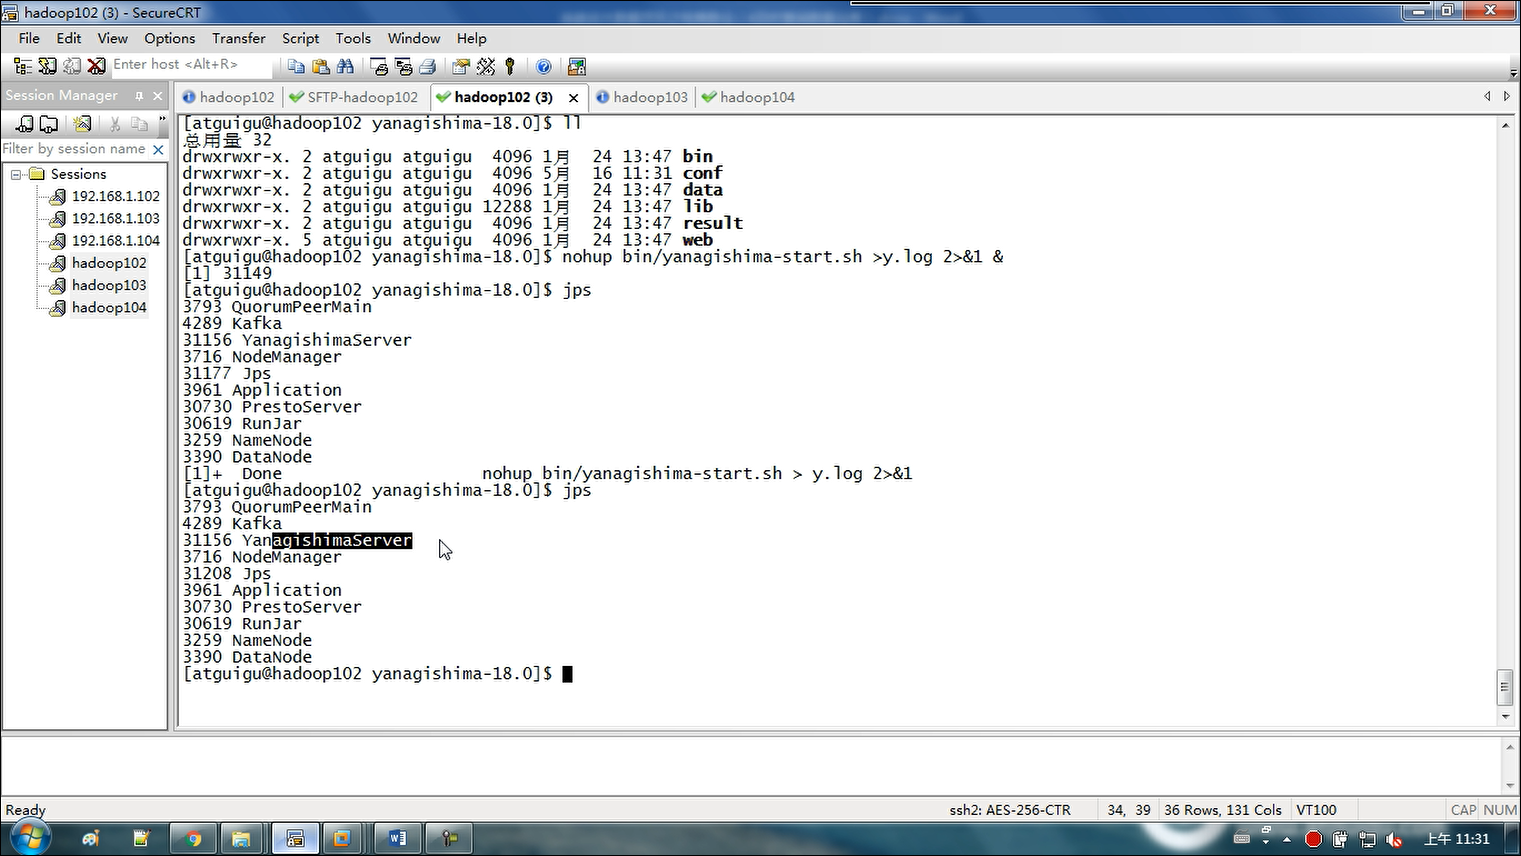 hadoop102 (3) - SecureCRT
File Edit View Options Transfer Script Tools Window Help
Enter host <Alt+R>
Session Manager
hadoop102 SFTP-hadoop102 hadoop102 (3) hadoop103 hadoop104
Filter by session name
Sessions
192.168.1.102
192.168.1.103
192.168.1.104
hadoop102
hadoop103
hadoop104
[atguigu@hadoop102 yanagishima-18.0]$ ll
总用量 32
drwxrwxr-x. 2 atguigu atguigu  4096 1月  24 13:47 bin
drwxrwxr-x. 2 atguigu atguigu  4096 5月  16 11:31 conf
drwxrwxr-x. 2 atguigu atguigu  4096 1月  24 13:47 data
drwxrwxr-x. 2 atguigu atguigu 12288 1月  24 13:47 lib
drwxrwxr-x. 2 atguigu atguigu  4096 1月  24 13:47 result
drwxrwxr-x. 5 atguigu atguigu  4096 1月  24 13:47 web
[atguigu@hadoop102 yanagishima-18.0]$ nohup bin/yanagishima-start.sh >y.log 2>&1 &
[1] 31149
[atguigu@hadoop102 yanagishima-18.0]$ jps
3793 QuorumPeerMain
4289 Kafka
31156 YanagishimaServer
3716 NodeManager
31177 Jps
3961 Application
30730 PrestoServer
30619 RunJar
3259 NameNode
3390 DataNode
[1]+  Done                    nohup bin/yanagishima-start.sh > y.log 2>&1
[atguigu@hadoop102 yanagishima-18.0]$ jps
3793 QuorumPeerMain
4289 Kafka
31156 YanagishimaServer
3716 NodeManager
31208 Jps
3961 Application
30730 PrestoServer
30619 RunJar
3259 NameNode
3390 DataNode
[atguigu@hadoop102 yanagishima-18.0]$
Ready ssh2: AES-256-CTR 34, 39 36 Rows, 131 Cols VT100 CAP NUM
上午 11:31